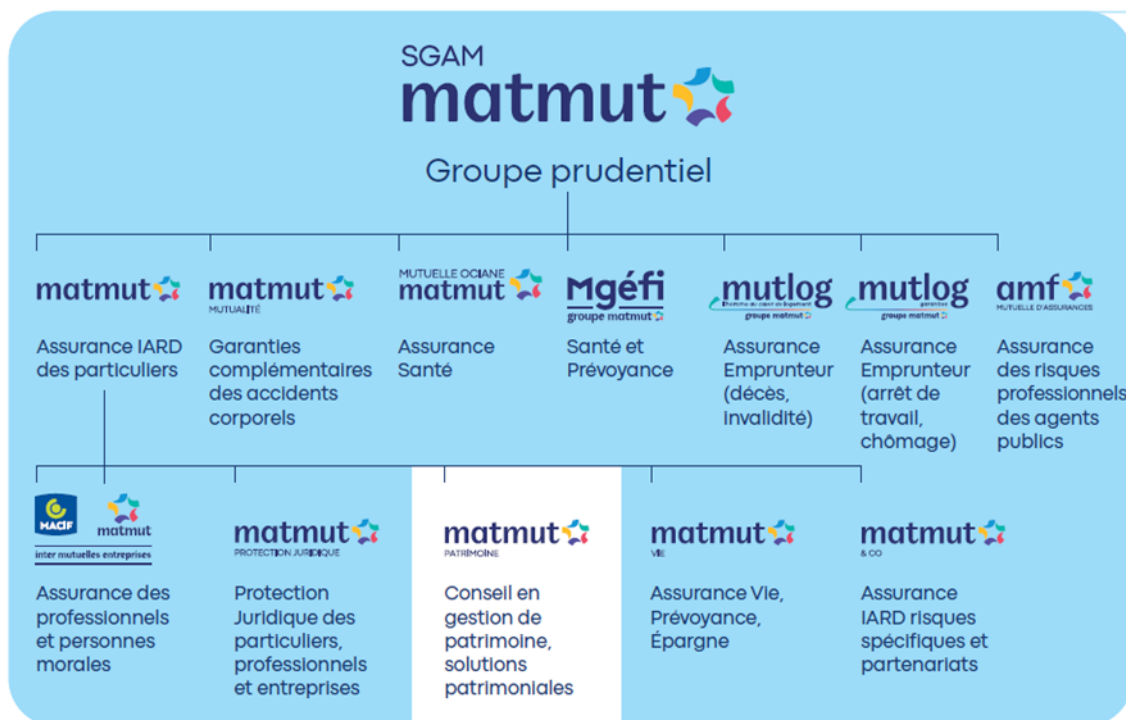 SGAM
matmut
Groupe prudentiel
matmut
Assurance IARD
des particuliers
matmut
MUTUALITÉ
Garanties
complémentaires
des accidents
corporels
MUTUELLE OCIANE
matmut
Assurance
Santé
Mgéfi
groupe matmut
Santé et
Prévoyance
mutlog
groupe matmut
Assurance
Emprunteur
(décès,
invalidité)
mutlog
garanties
groupe matmut
Assurance
Emprunteur
(arrêt de
travail,
chômage)
amf
MUTUELLE D'ASSURANCES
Assurance
des risques
professionnels
des agents
publics
MACIF
matmut
inter mutuelles entreprises
Assurance des
professionnels
et personnes
morales
matmut
PROTECTION JURIDIQUE
Protection
Juridique des
particuliers,
professionnels
et entreprises
matmut
PATRIMOINE
Conseil en
gestion de
patrimoine,
solutions
patrimoniales
matmut
VIE
Assurance Vie,
Prévoyance,
Épargne
matmut
& CO
Assurance
IARD risques
spécifiques et
partenariats